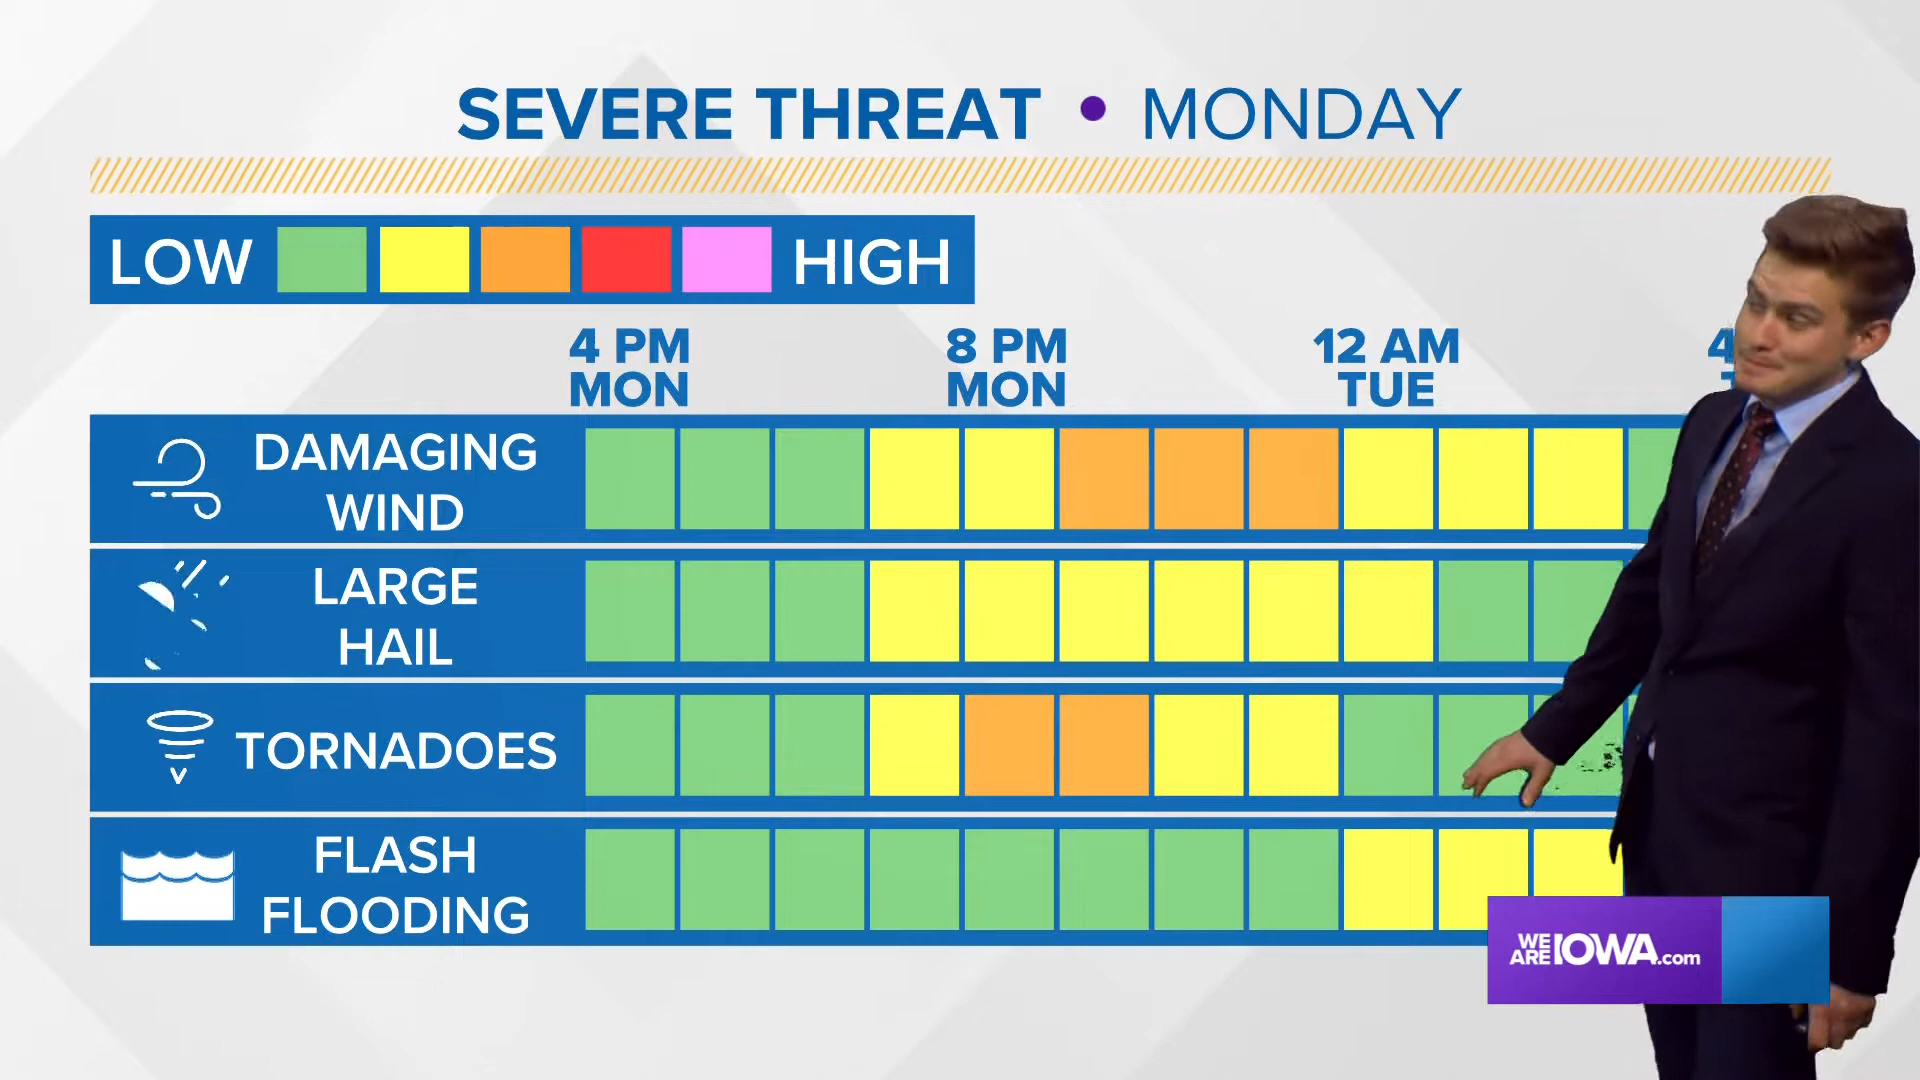 SEVERE THREAT • MONDAY
LOW HIGH
4 PM 8 PM 12 AM 4
MON MON TUE
DAMAGING
WIND
LARGE
HAIL
TORNADOES
FLASH
FLOODING
WE ARE IOWA.com